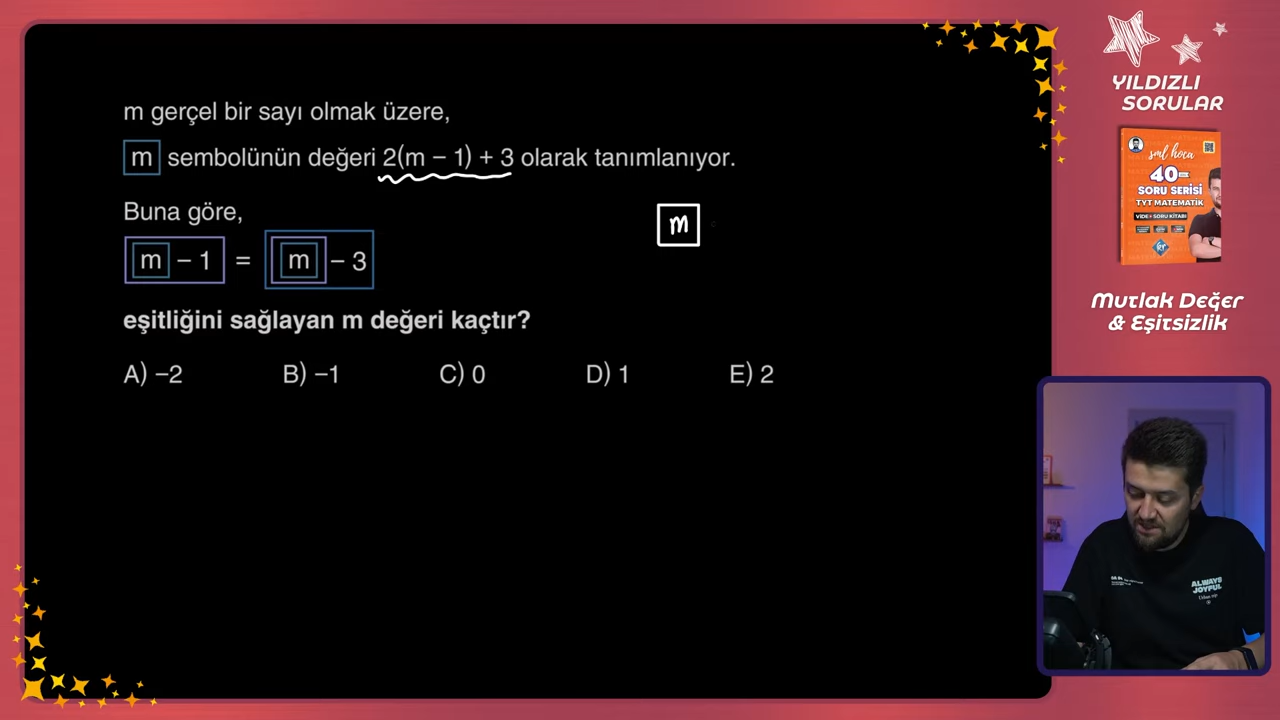 m gerçel bir sayı olmak üzere,
m sembolünün değeri 2(m − 1) + 3 olarak tanımlanıyor.
Buna göre,
m
m − 1 = m − 3
eşitliğini sağlayan m değeri kaçtır?
A) −2 B) −1 C) 0 D) 1 E) 2
YILDIZLI
SORULAR
sml hoca
40
SORU SERİSİ
TYT MATEMATİK
Mutlak Değer
& Eşitsizlik
ALWAYS
JOYFUL